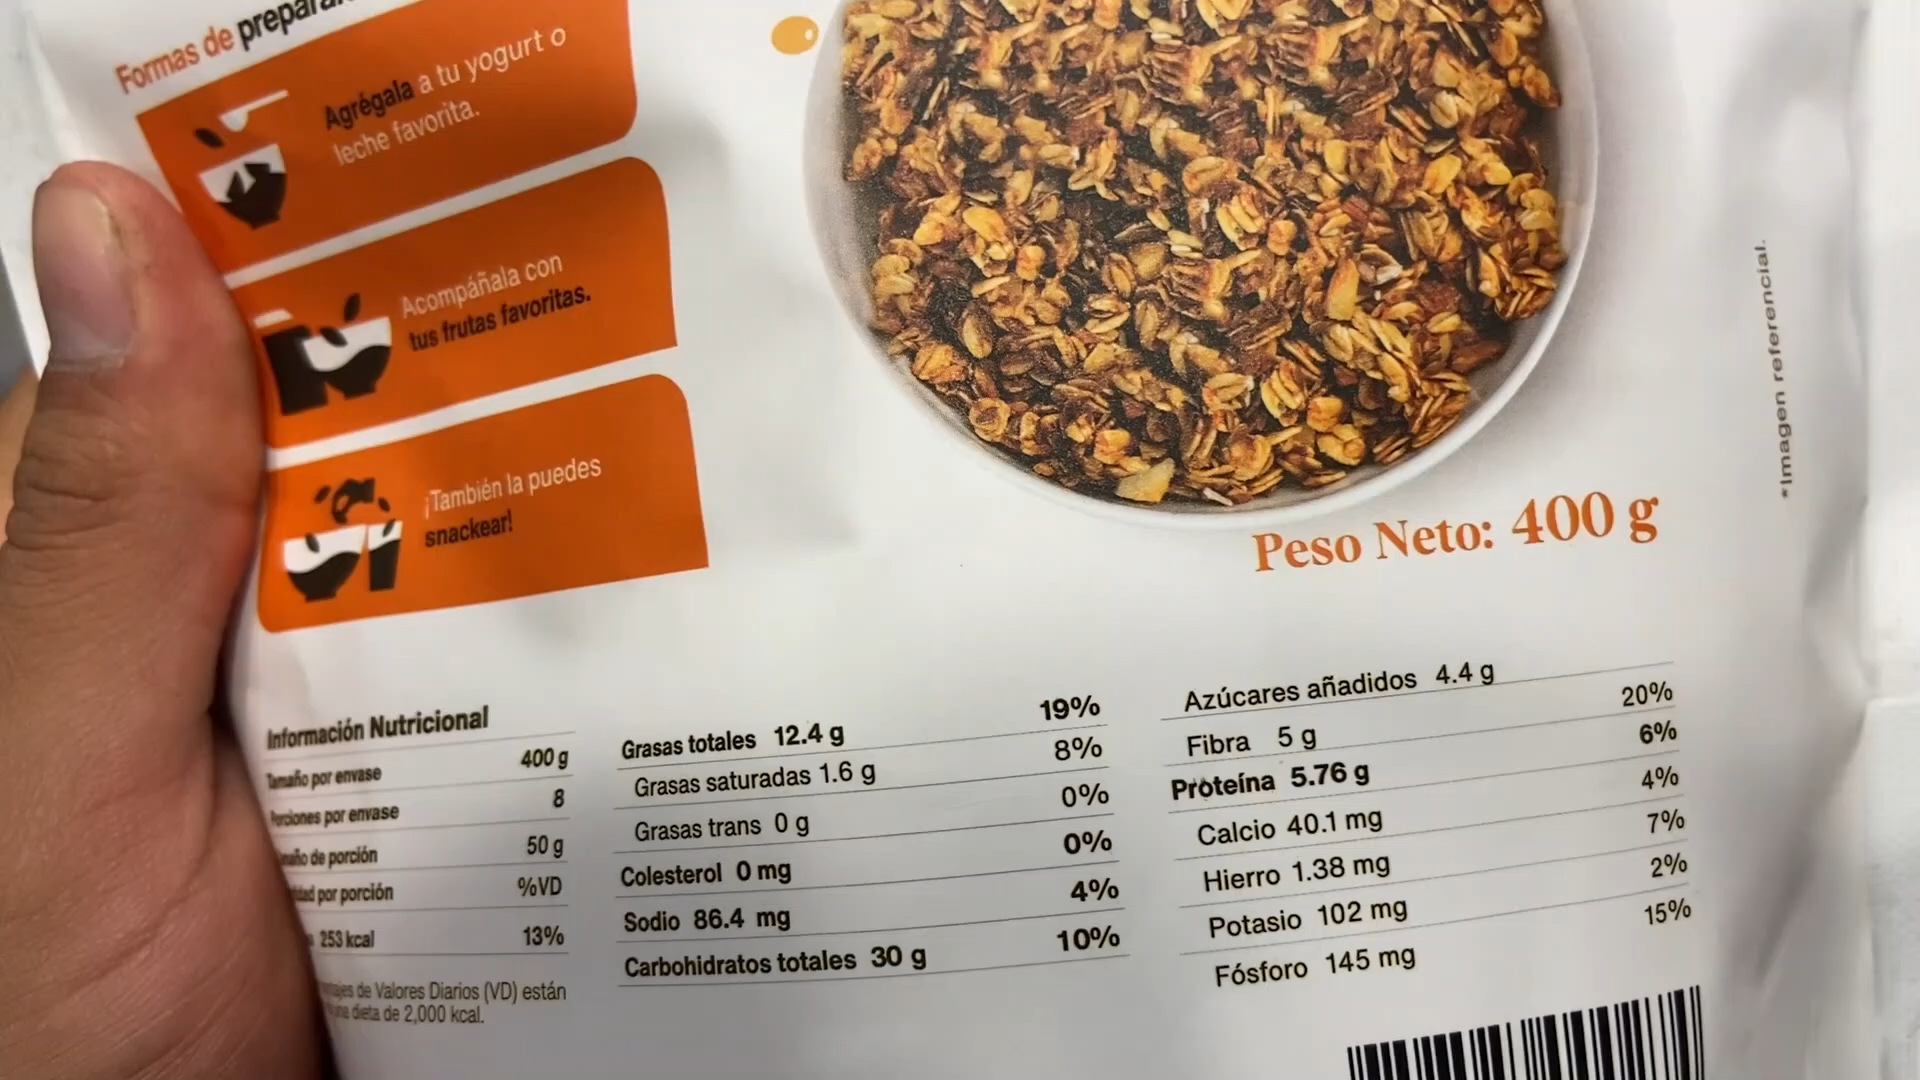 Formas de
Agrégala a tu yogurt o
leche favorita.
Acompáñala con
tus frutas favoritas.
¡También la puedes
snackear!
Peso Neto: 400 g
*Imagen referencial.
Información Nutricional
Tamaño por envase 400 g
Porciones por envase 8
de porción 50 g
por porción %VD
253 kcal 13%
de Valores Diarios (VD) están
dieta de 2,000 kcal.
Grasas totales 12.4 g 19%
Grasas saturadas 1.6 g 8%
Grasas trans 0 g 0%
Colesterol 0 mg 0%
Sodio 86.4 mg 4%
Carbohidratos totales 30 g 10%
Azúcares añadidos 4.4 g
Fibra 5 g 20%
Proteína 5.76 g 6%
Calcio 40.1 mg 4%
Hierro 1.38 mg 7%
Potasio 102 mg 2%
Fósforo 145 mg 15%